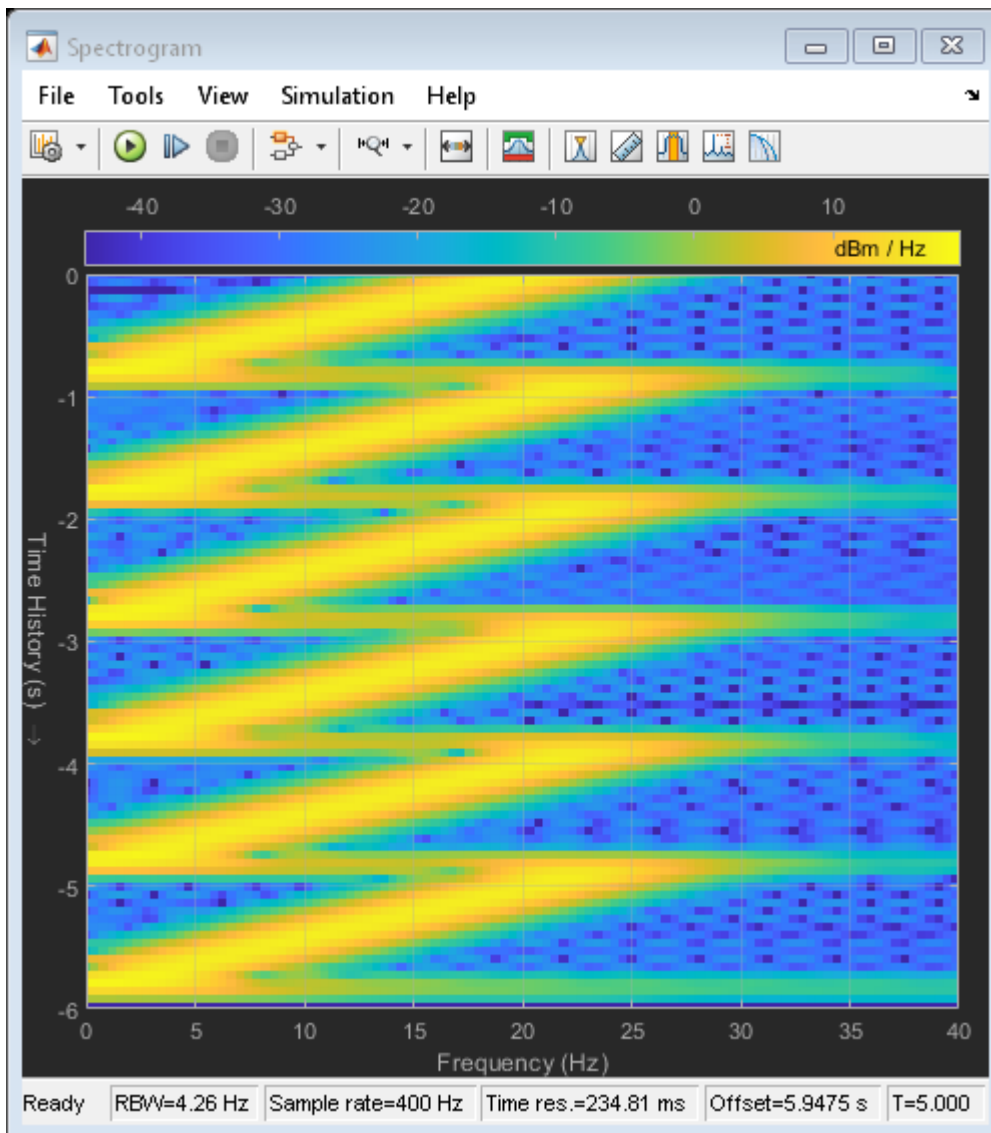 Spectrogram
File Tools View Simulation Help
-40 -30 -20 -10 0 10
dBm / Hz
0
-1
-2
-3
-4
-5
-6
Time History (s) →
0 5 10 15 20 25 30 35 40
Frequency (Hz)
Ready RBW=4.26 Hz Sample rate=400 Hz Time res.=234.81 ms Offset=5.9475 s T=5.000